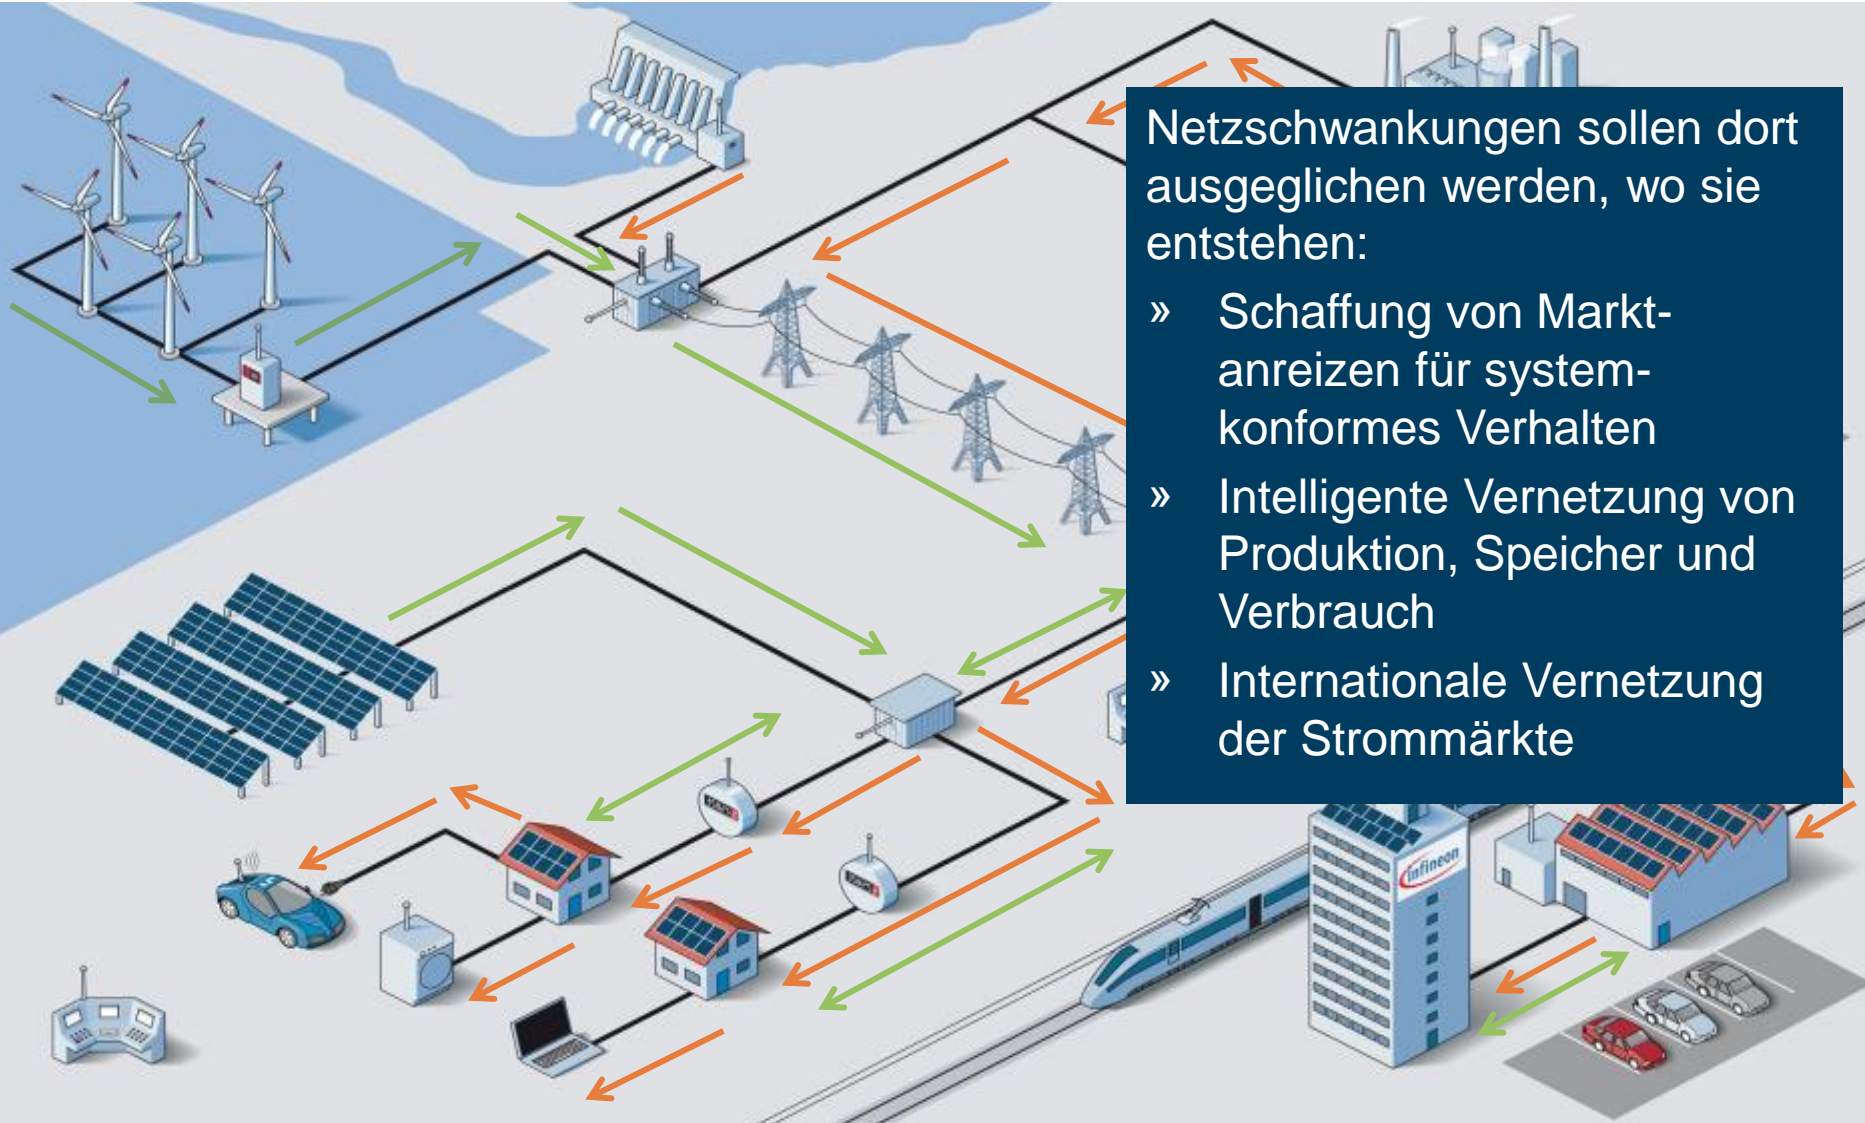 Netzschwankungen sollen dort
ausgeglichen werden, wo sie
entstehen:
» Schaffung von Markt-
anreizen für system-
konformes Verhalten
» Intelligente Vernetzung von
Produktion, Speicher und
Verbrauch
» Internationale Vernetzung
der Strommärkte
infineon